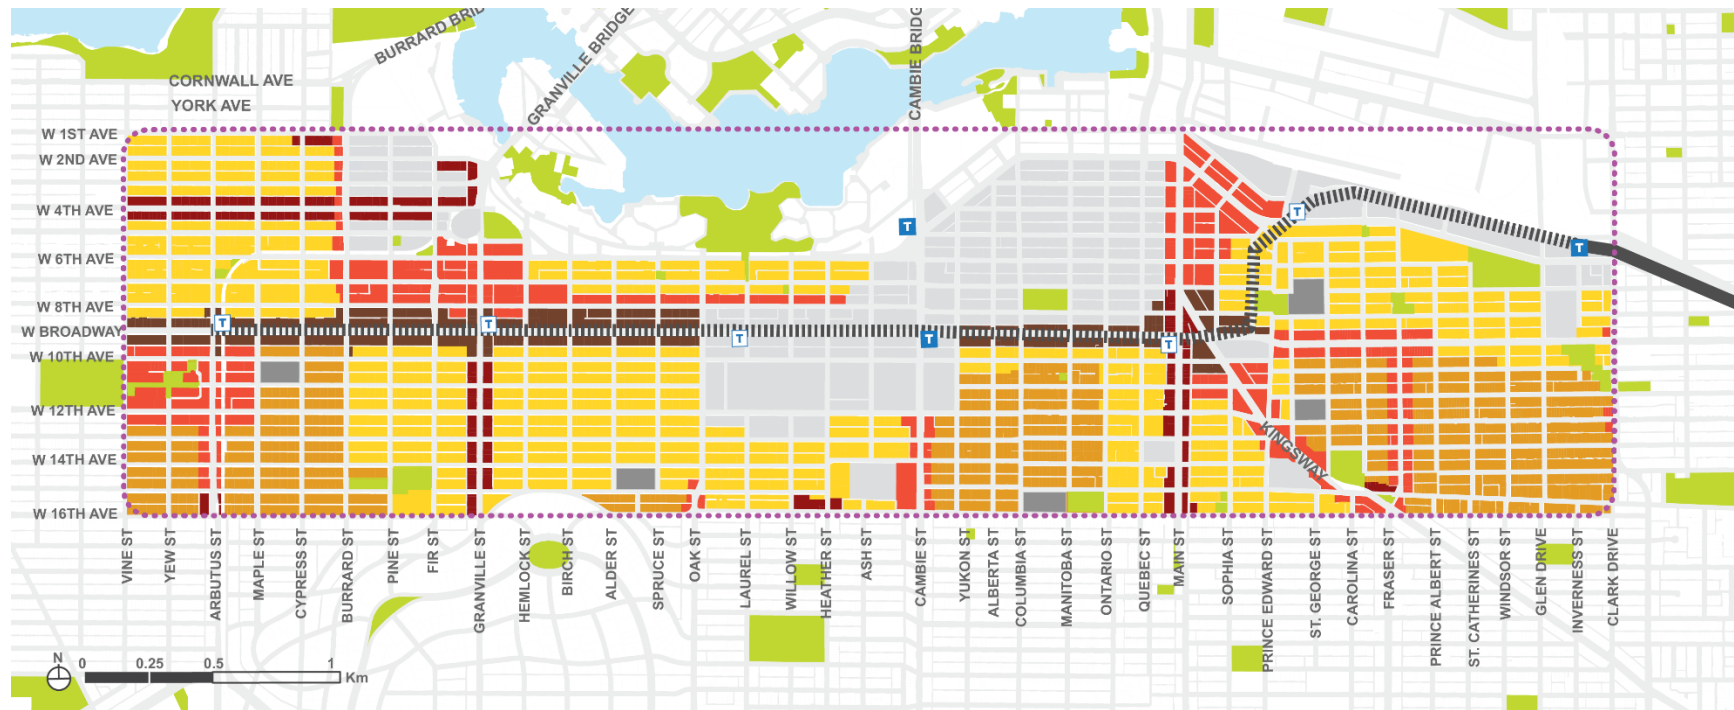 BURRARD BRID
GRANVILLE BRIDGE
CAMBIE BRIDG
CORNWALL AVE
YORK AVE
W 1ST AVE
W 2ND AVE
W 4TH AVE
W 6TH AVE
W 8TH AVE
W BROADWAY
W 10TH AVE
W 12TH AVE
W 14TH AVE
W 16TH AVE
T
T
T
T
T
T
T
T
KINGSWAY
VINE ST
YEW ST
ARBUTUS ST
MAPLE ST
CYPRESS ST
BURRARD ST
PINE ST
FIR ST
GRANVILLE ST
HEMLOCK ST
BIRCH ST
ALDER ST
SPRUCE ST
OAK ST
LAUREL ST
WILLOW ST
HEATHER ST
ASH ST
CAMBIE ST
YUKON ST
ALBERTA ST
COLUMBIA ST
MANITOBA ST
ONTARIO ST
QUEBEC ST
MAIN ST
SOPHIA ST
PRINCE EDWARD ST
ST. GEORGE ST
CAROLINA ST
FRASER ST
PRINCE ALBERT ST
ST. CATHERINES ST
WINDSOR ST
GLEN DRIVE
INVERNESS ST
CLARK DRIVE
N
0 0.25 0.5 1
Km